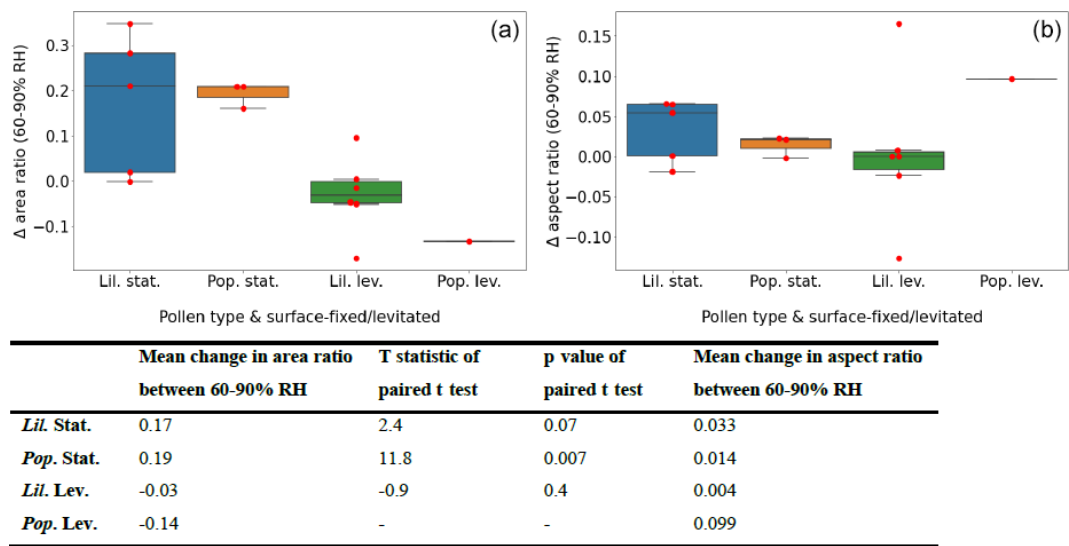 (a)
Δ area ratio (60-90% RH)
0.3
0.2
0.1
0.0
−0.1
Lil. stat. Pop. stat. Lil. lev. Pop. lev.
Pollen type & surface-fixed/levitated
(b)
Δ aspect ratio (60-90% RH)
0.15
0.10
0.05
0.00
−0.05
−0.10
Lil. stat. Pop. stat. Lil. lev. Pop. lev.
Pollen type & surface-fixed/levitated
Mean change in area ratio T statistic of p value of Mean change in aspect ratio
between 60-90% RH paired t test paired t test between 60-90% RH
Lil. Stat. 0.17 2.4 0.07 0.033
Pop. Stat. 0.19 11.8 0.007 0.014
Lil. Lev. -0.03 -0.9 0.4 0.004
Pop. Lev. -0.14 - - 0.099